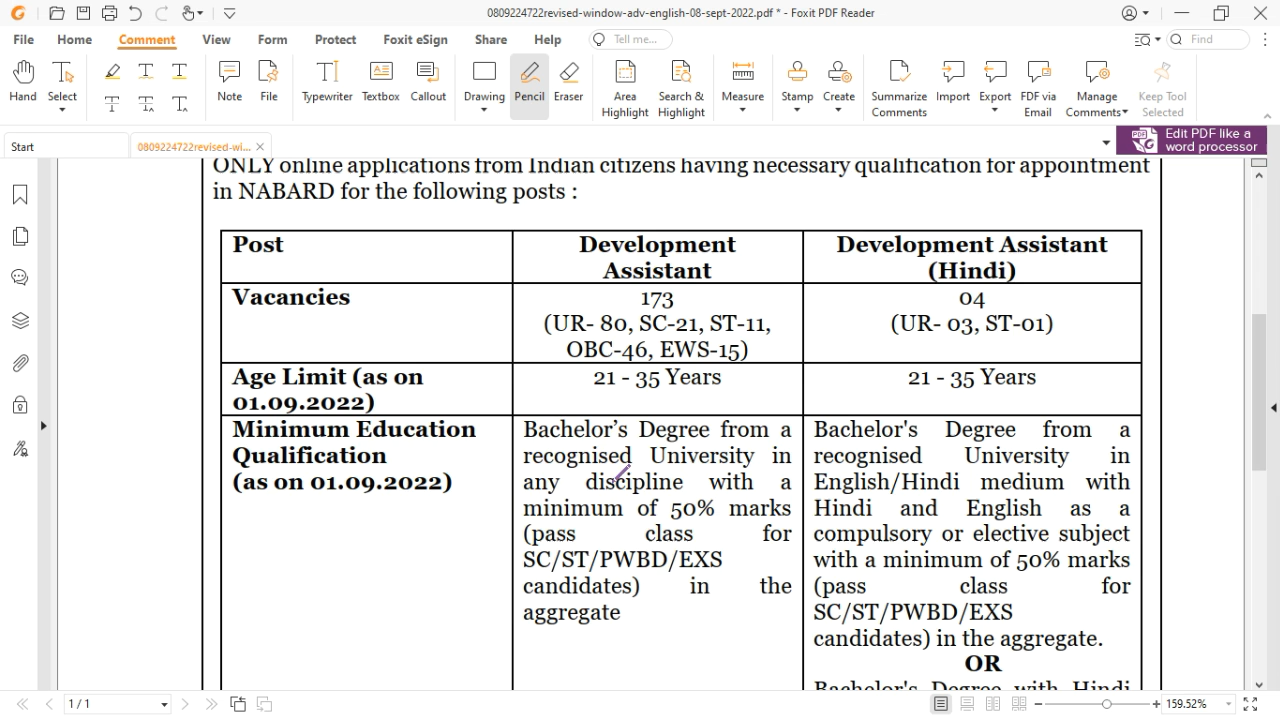 0809224722revised-window-adv-english-08-sept-2022.pdf * - Foxit PDF Reader
File Home Comment View Form Protect Foxit eSign Share Help Tell me... Find
Hand Select Note File Typewriter Textbox Callout Drawing Pencil Eraser Area Highlight Search & Highlight Measure Stamp Create Summarize Comments Import Export PDF via Email Manage Comments Keep Tool Selected
Start 0809224722revised-wi... Edit PDF like a
word processor
ONLY online applications from Indian citizens having necessary qualification for appointment
in NABARD for the following posts :
Post
Development
Assistant
Development Assistant
(Hindi)
Vacancies
173
(UR- 80, SC-21, ST-11,
OBC-46, EWS-15)
04
(UR- 03, ST-01)
Age Limit (as on
01.09.2022)
21 - 35 Years
21 - 35 Years
Minimum Education
Qualification
(as on 01.09.2022)
Bachelor’s Degree from a
recognised University in
any discipline with a
minimum of 50% marks
(pass class for
SC/ST/PWBD/EXS
candidates) in the
aggregate
Bachelor's Degree from a
recognised University in
English/Hindi medium with
Hindi and English as a
compulsory or elective subject
with a minimum of 50% marks
(pass class for
SC/ST/PWBD/EXS
candidates) in the aggregate.
OR
Bachelor's Degree with Hindi
1 / 1 159.52%